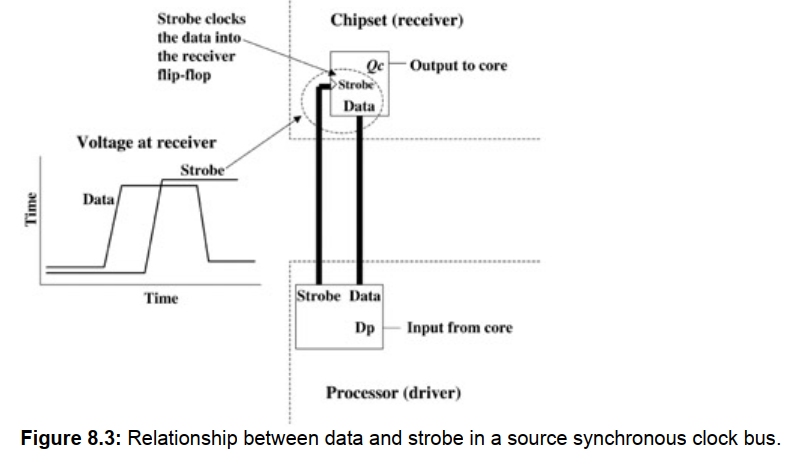 Strobe clocks
the data into
the receiver
flip-flop
Chipset (receiver)
Qc
Output to core
Strobe
Data
Voltage at receiver
Strobe
Data
Time
Time
Strobe Data
Dp
Input from core
Processor (driver)
Figure 8.3: Relationship between data and strobe in a source synchronous clock bus.